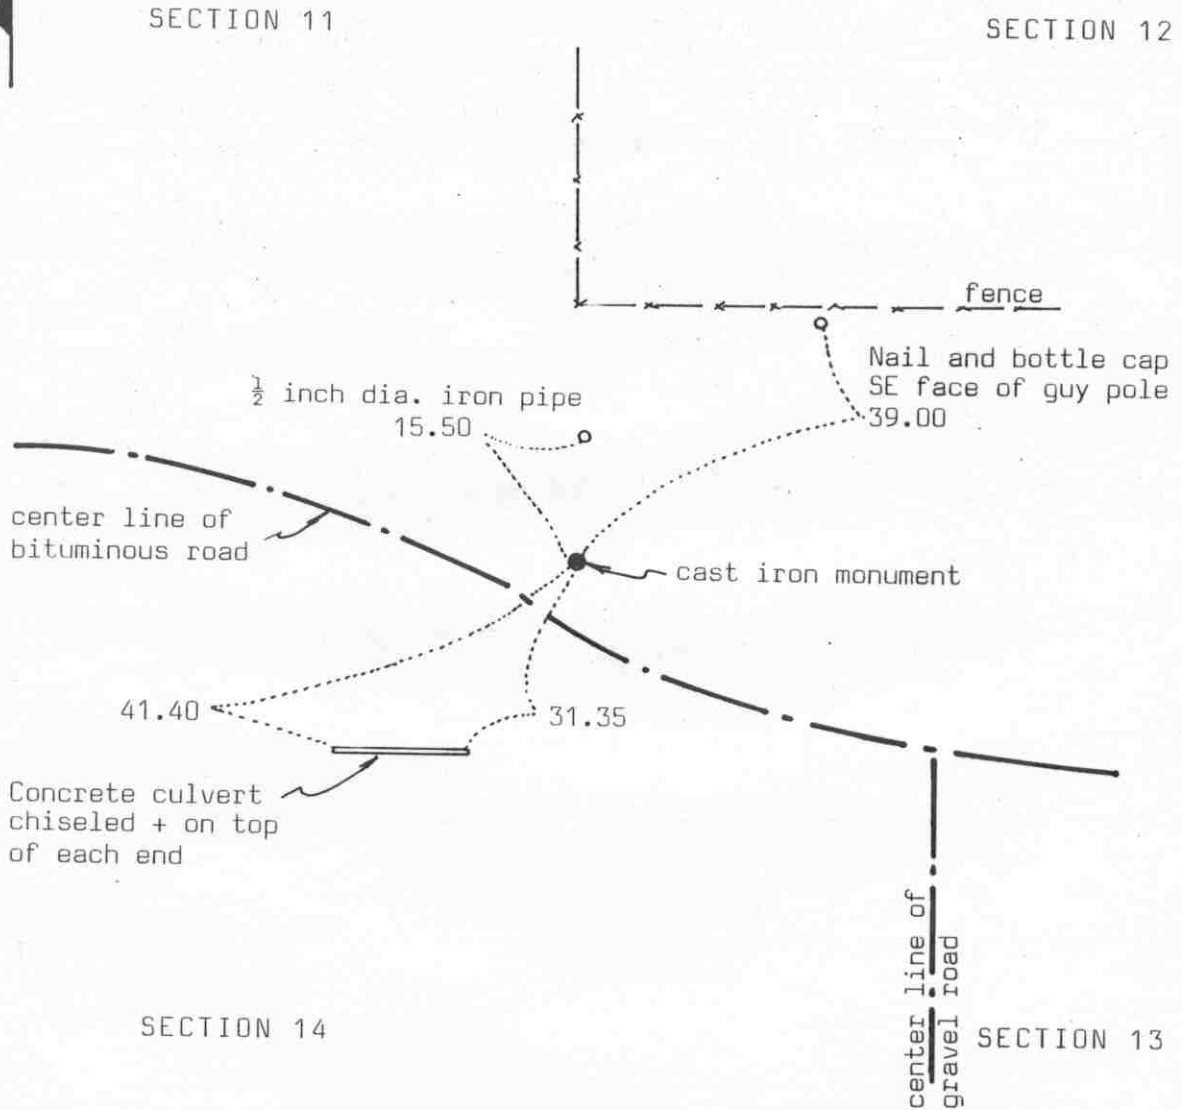 SECTION 11
SECTION 12
fence
Nail and bottle cap
SE face of guy pole
39.00
½ inch dia. iron pipe
15.50
center line of
bituminous road
cast iron monument
41.40
31.35
Concrete culvert
chiseled + on top
of each end
center line of
gravel road
SECTION 14
SECTION 13